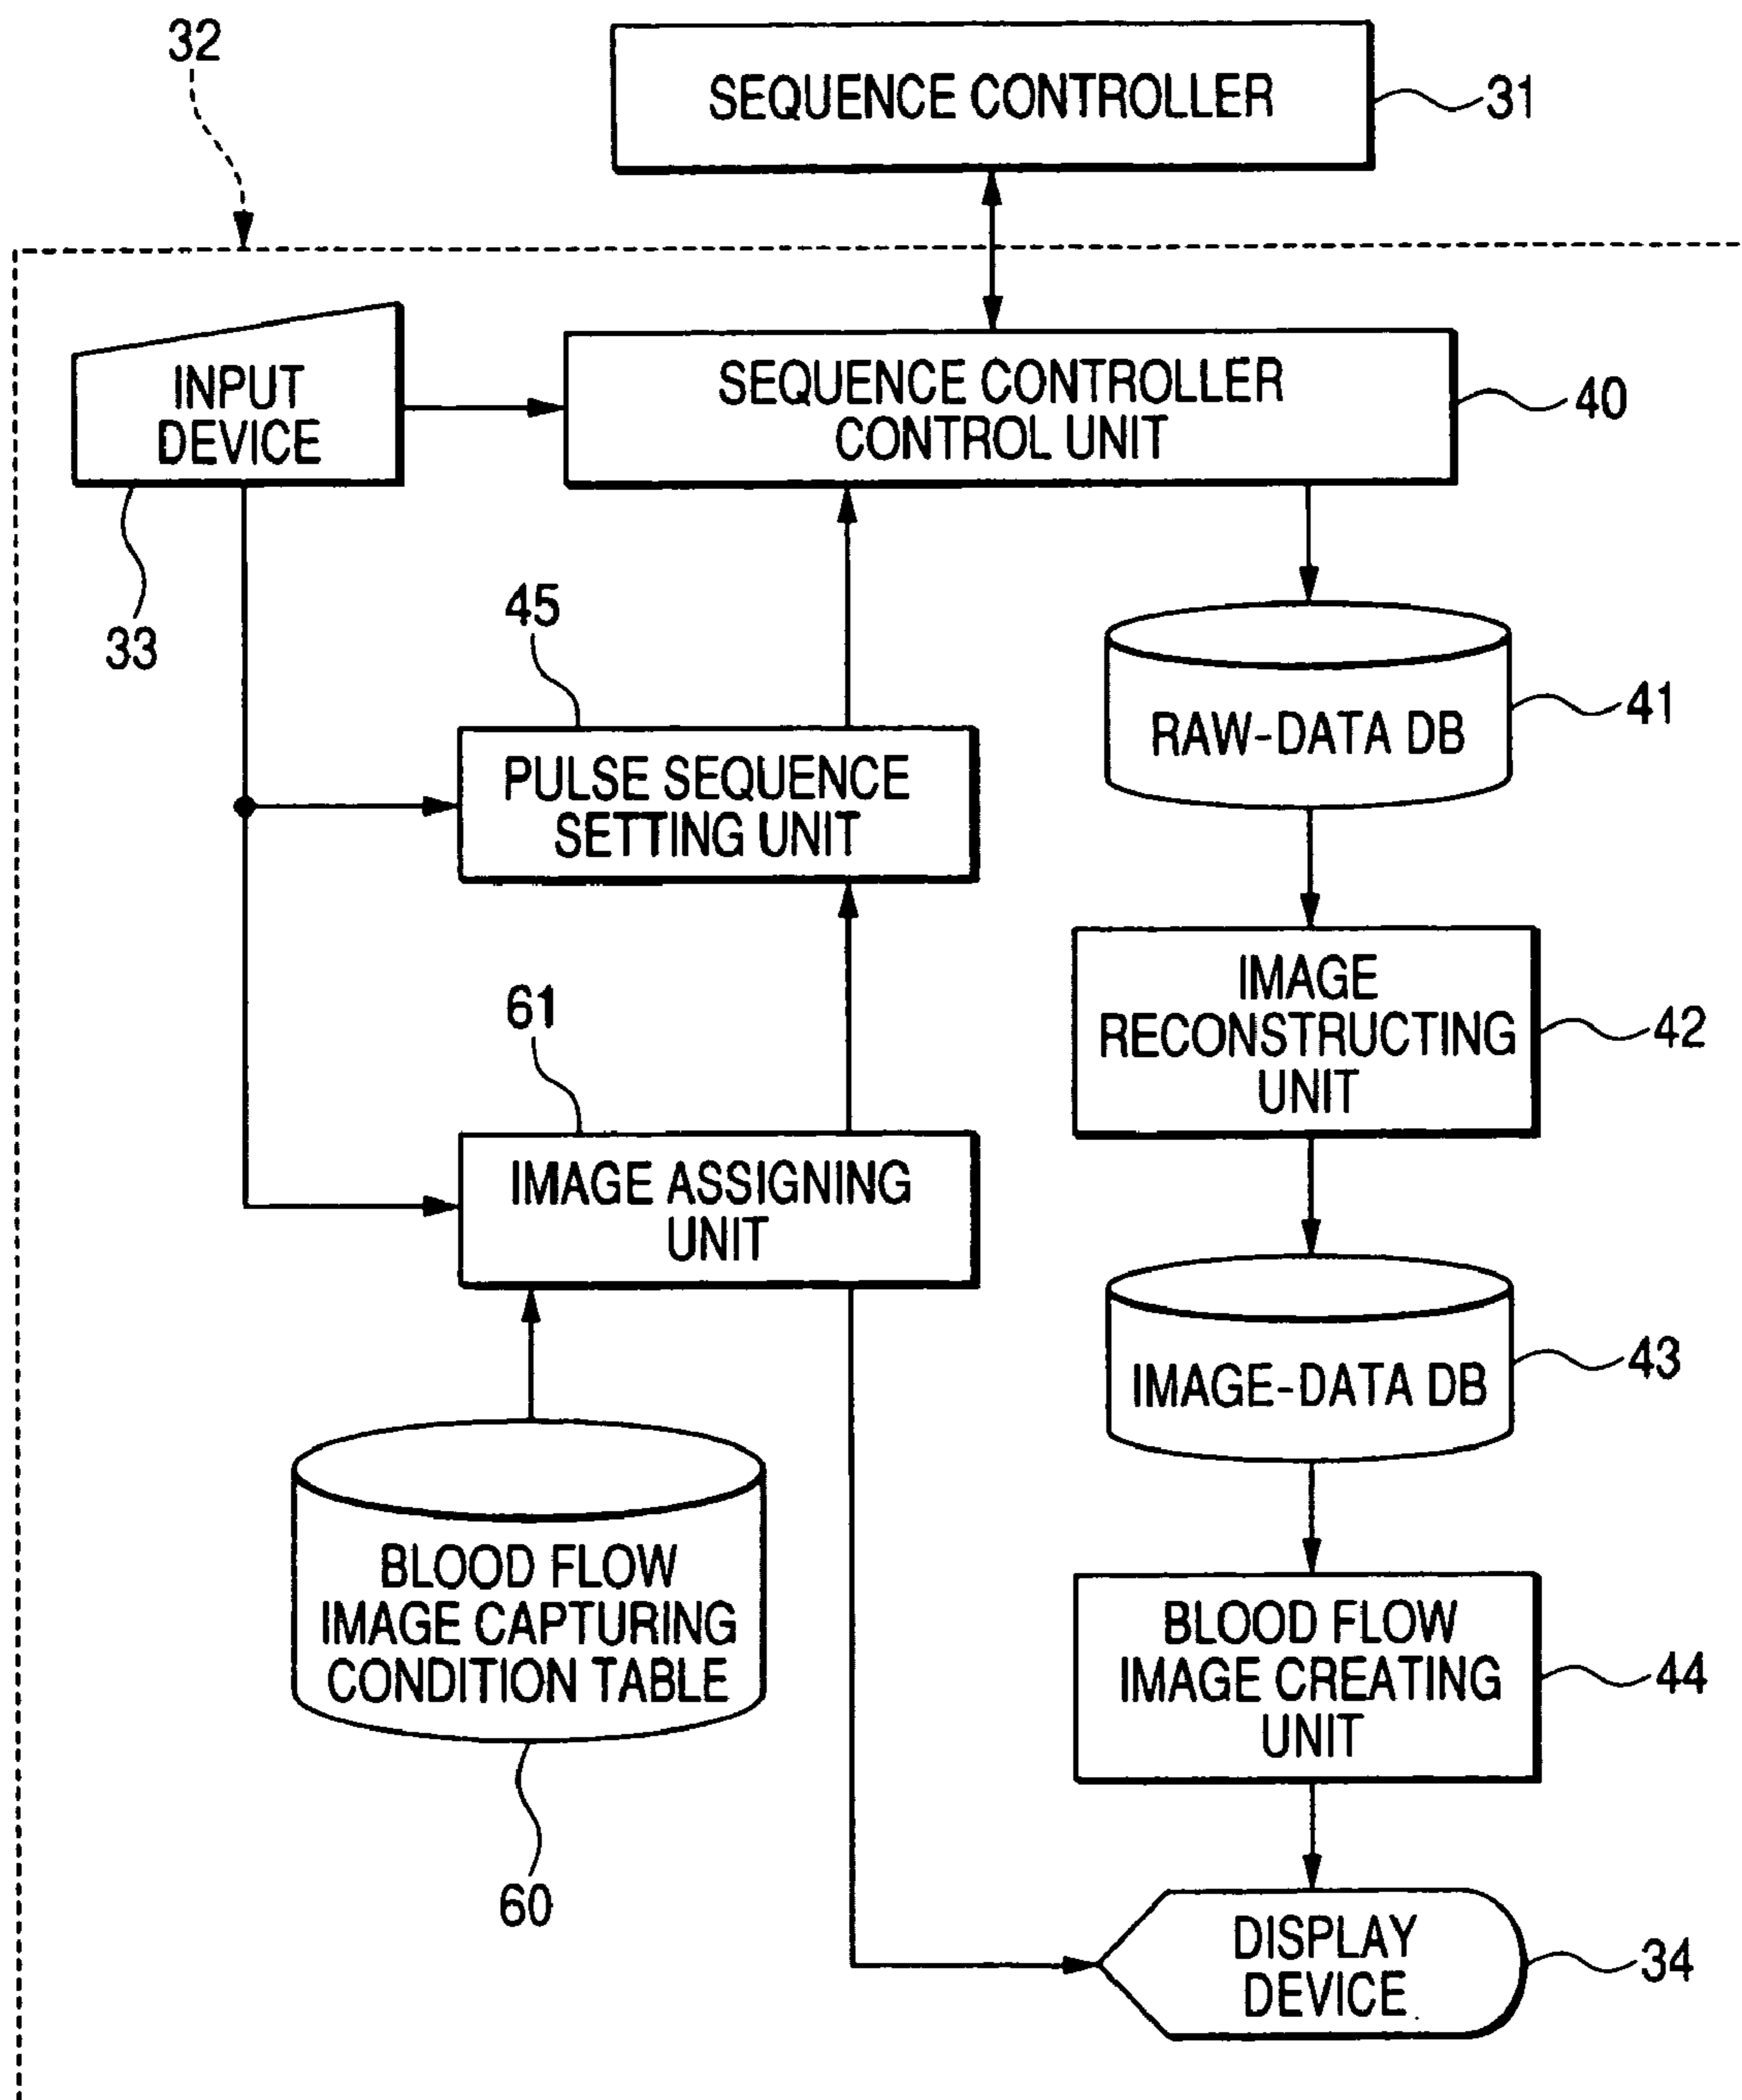 32
SEQUENCE CONTROLLER
31
INPUT
DEVICE
33
SEQUENCE CONTROLLER
CONTROL UNIT
40
45
PULSE SEQUENCE
SETTING UNIT
RAW-DATA DB
41
61
IMAGE ASSIGNING
UNIT
IMAGE
RECONSTRUCTING
UNIT
42
IMAGE-DATA DB
43
BLOOD FLOW
IMAGE CAPTURING
CONDITION TABLE
60
BLOOD FLOW
IMAGE CREATING
UNIT
44
DISPLAY
DEVICE
34